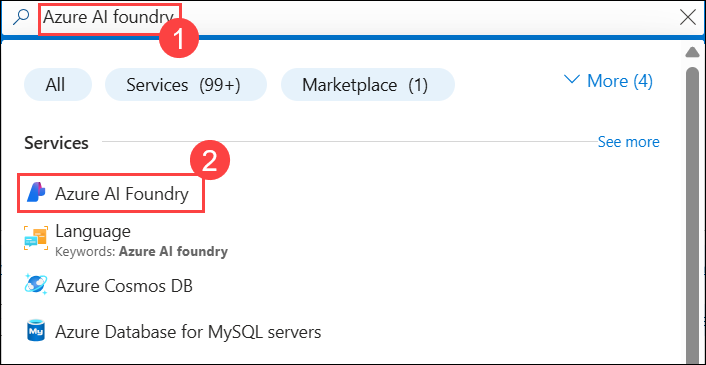 Azure AI foundry
1
All
Services (99+)
Marketplace (1)
More (4)
Services
See more
2
Azure AI Foundry
Language
Keywords: Azure AI foundry
Azure Cosmos DB
My
Azure Database for MySQL servers